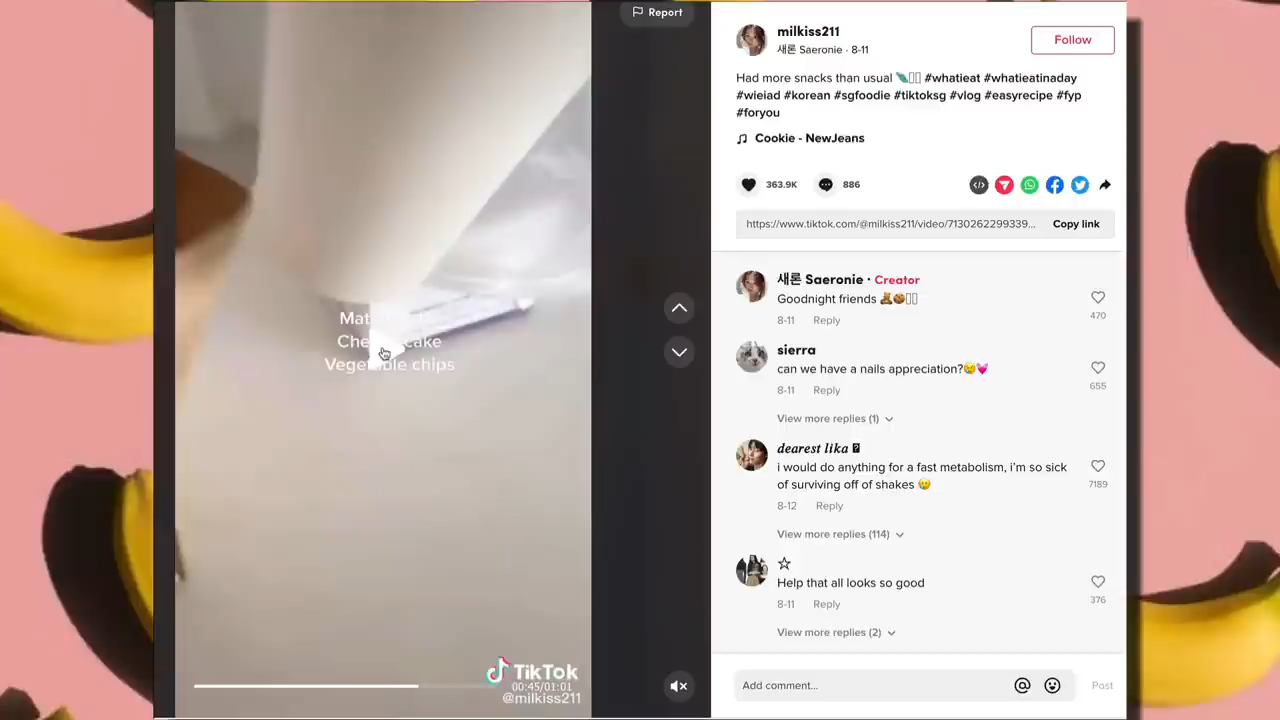 Report
milkiss211
새론 Saeronie · 8-11
Follow
Had more snacks than usual #whatieat #whatieatinaday
#wieiad #korean #sgfoodie #tiktoksg #vlog #easyrecipe #fyp
#foryou
Cookie - NewJeans
363.9K
886
https://www.tiktok.com/@milkiss211/video/7130262299339...
Copy link
새론 Saeronie · Creator
Goodnight friends
8-11 Reply
470
sierra
can we have a nails appreciation?
8-11 Reply
655
View more replies (1)
dearest lika
i would do anything for a fast metabolism, i'm so sick
of surviving off of shakes
8-12 Reply
7189
View more replies (114)
☆
Help that all looks so good
8-11 Reply
376
View more replies (2)
Add comment...
Post
Vegetable chips
TikTok
00:45/01:01
@milkiss211